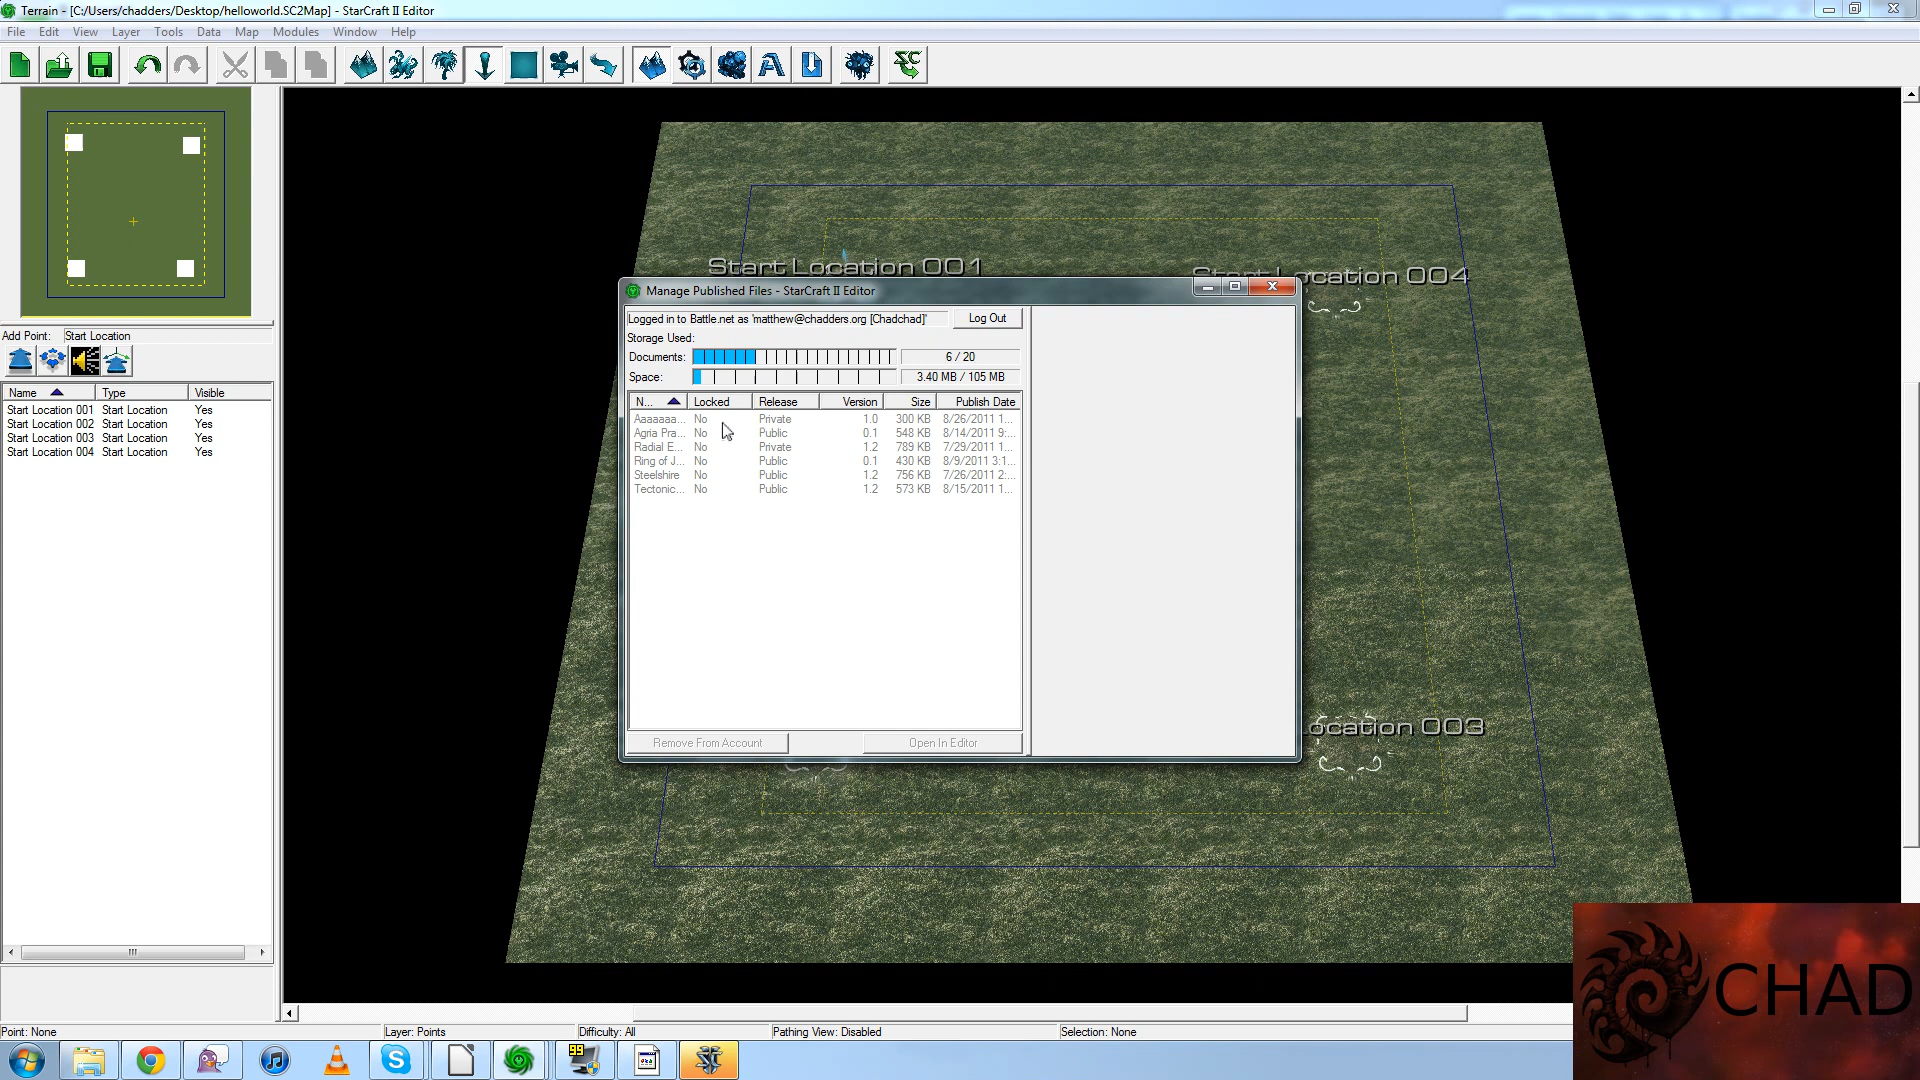 Terrain - [C:/Users/chadders/Desktop/helloworld.SC2Map] - StarCraft II Editor
File Edit View Layer Tools Data Map Modules Window Help
Start Location 001
Start Location 004
Manage Published Files - StarCraft II Editor
Logged in to Battle.net as 'matthew@chadders.org [Chadchad]' Log Out
Storage Used:
Documents: 6 / 20
Space: 3.40 MB / 105 MB
N... Locked Release Version Size Publish Date
Aaaaaaa... No Private 1.0 300 KB 8/26/2011 1...
Agria Pra... No Public 0.1 548 KB 8/14/2011 9:...
Radial E... No Private 1.2 789 KB 7/29/2011 1...
Ring of J... No Public 0.1 430 KB 8/9/2011 3:1...
Steelshire No Public 1.2 756 KB 7/26/2011 2:...
Tectonic... No Public 1.2 573 KB 8/15/2011 1...
Remove From Account Open In Editor
Add Point: Start Location
Name Type Visible
Start Location 001 Start Location Yes
Start Location 002 Start Location Yes
Start Location 003 Start Location Yes
Start Location 004 Start Location Yes
ocation 003
CHAD
Point: None Layer: Points Difficulty: All Pathing View: Disabled Selection: None
99